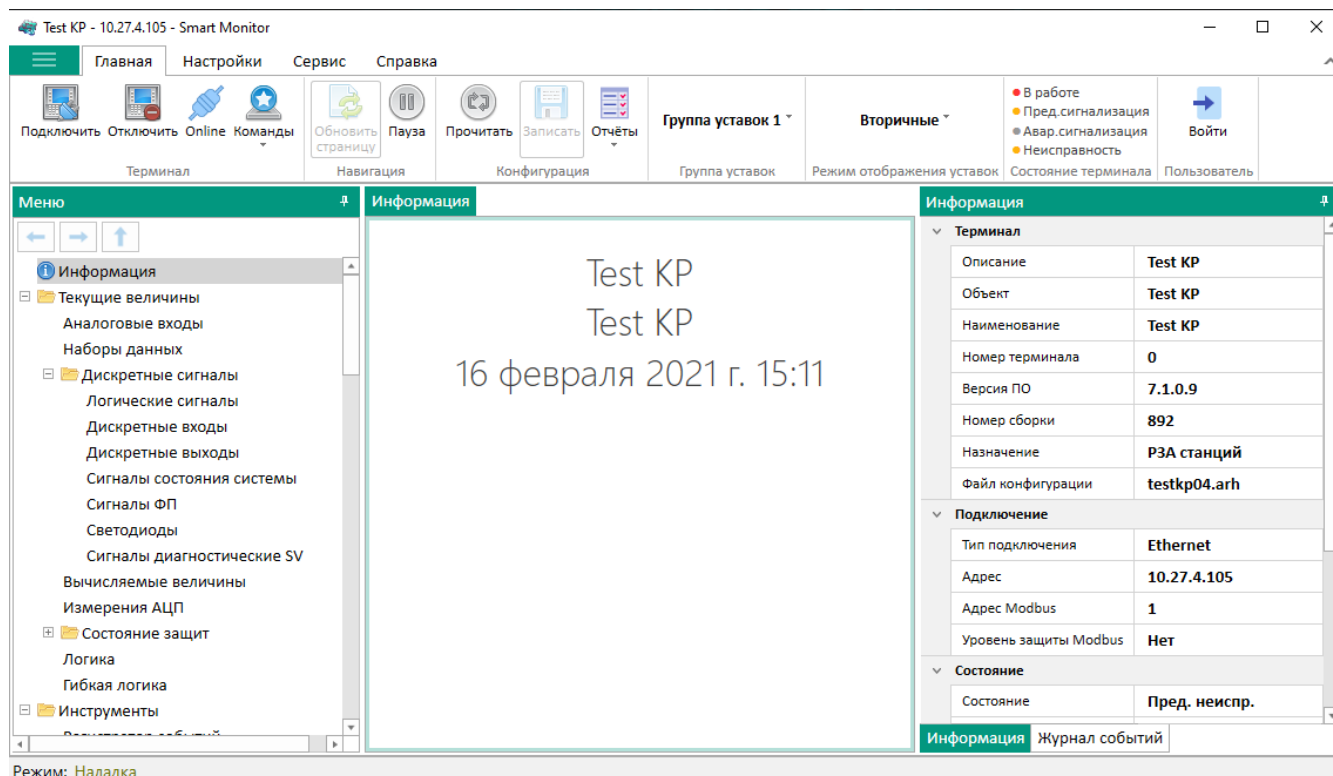 Test KP - 10.27.4.105 - Smart Monitor
Главная Настройки Сервис Справка
Подключить Отключить Online Команды
Терминал
Обновить страницу Пауза
Навигация
Прочитать Записать Отчёты
Конфигурация
Группа уставок 1
Группа уставок
Вторичные
Режим отображения уставок
В работе
Пред.сигнализация
Авар.сигнализация
Неисправность
Состояние терминала
Войти
Пользователь
Меню
Информация
Текущие величины
Аналоговые входы
Наборы данных
Дискретные сигналы
Логические сигналы
Дискретные входы
Дискретные выходы
Сигналы состояния системы
Сигналы ФП
Светодиоды
Сигналы диагностические SV
Вычисляемые величины
Измерения АЦП
Состояние защит
Логика
Гибкая логика
Инструменты
Информация
Test KP
Test KP
16 февраля 2021 г. 15:11
Информация
Терминал
Описание Test KP
Объект Test KP
Наименование Test KP
Номер терминала 0
Версия ПО 7.1.0.9
Номер сборки 892
Назначение РЗА станций
Файл конфигурации testkp04.arh
Подключение
Тип подключения Ethernet
Адрес 10.27.4.105
Адрес Modbus 1
Уровень защиты Modbus Нет
Состояние
Состояние Пред. неиспр.
Информация Журнал событий
Режим: Наладка